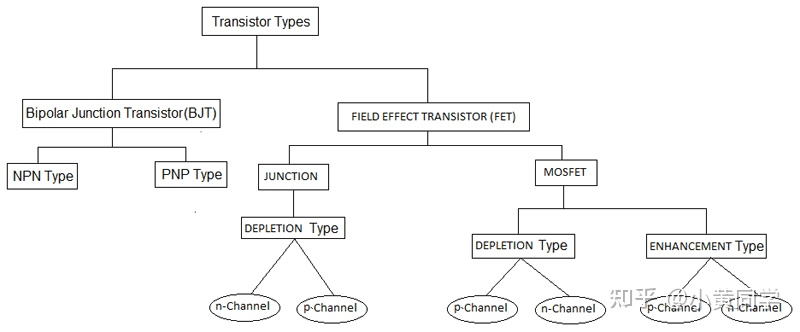 Transistor Types
Bipolar Junction Transistor(BJT)
FIELD EFFECT TRANSISTOR (FET)
NPN Type
PNP Type
JUNCTION
MOSFET
DEPLETION Type
DEPLETION Type
ENHANCEMENT Type
n-Channel
p-Channel
p-Channel
n-Channel
p-Channel
n-Channel
知乎 @小黄同学